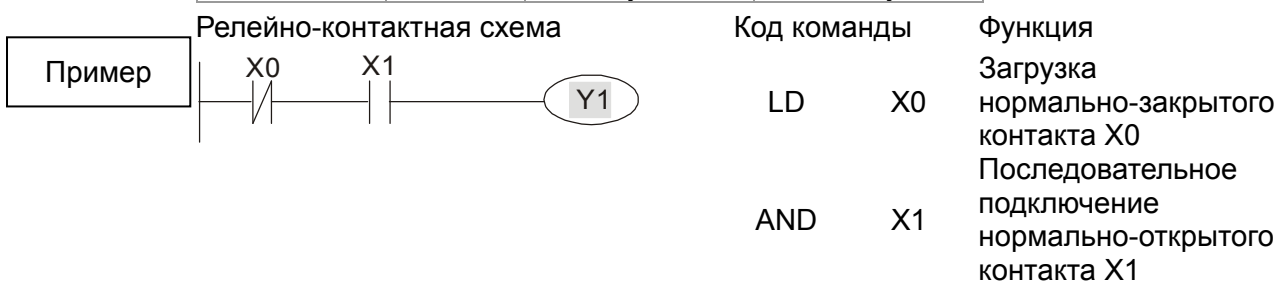 Релейно-контактная схема Код команды Функция
Пример
X0 X1
Y1
LD X0
Загрузка
нормально-закрытого
контакта X0
AND X1
Последовательное
подключение
нормально-открытого
контакта X1